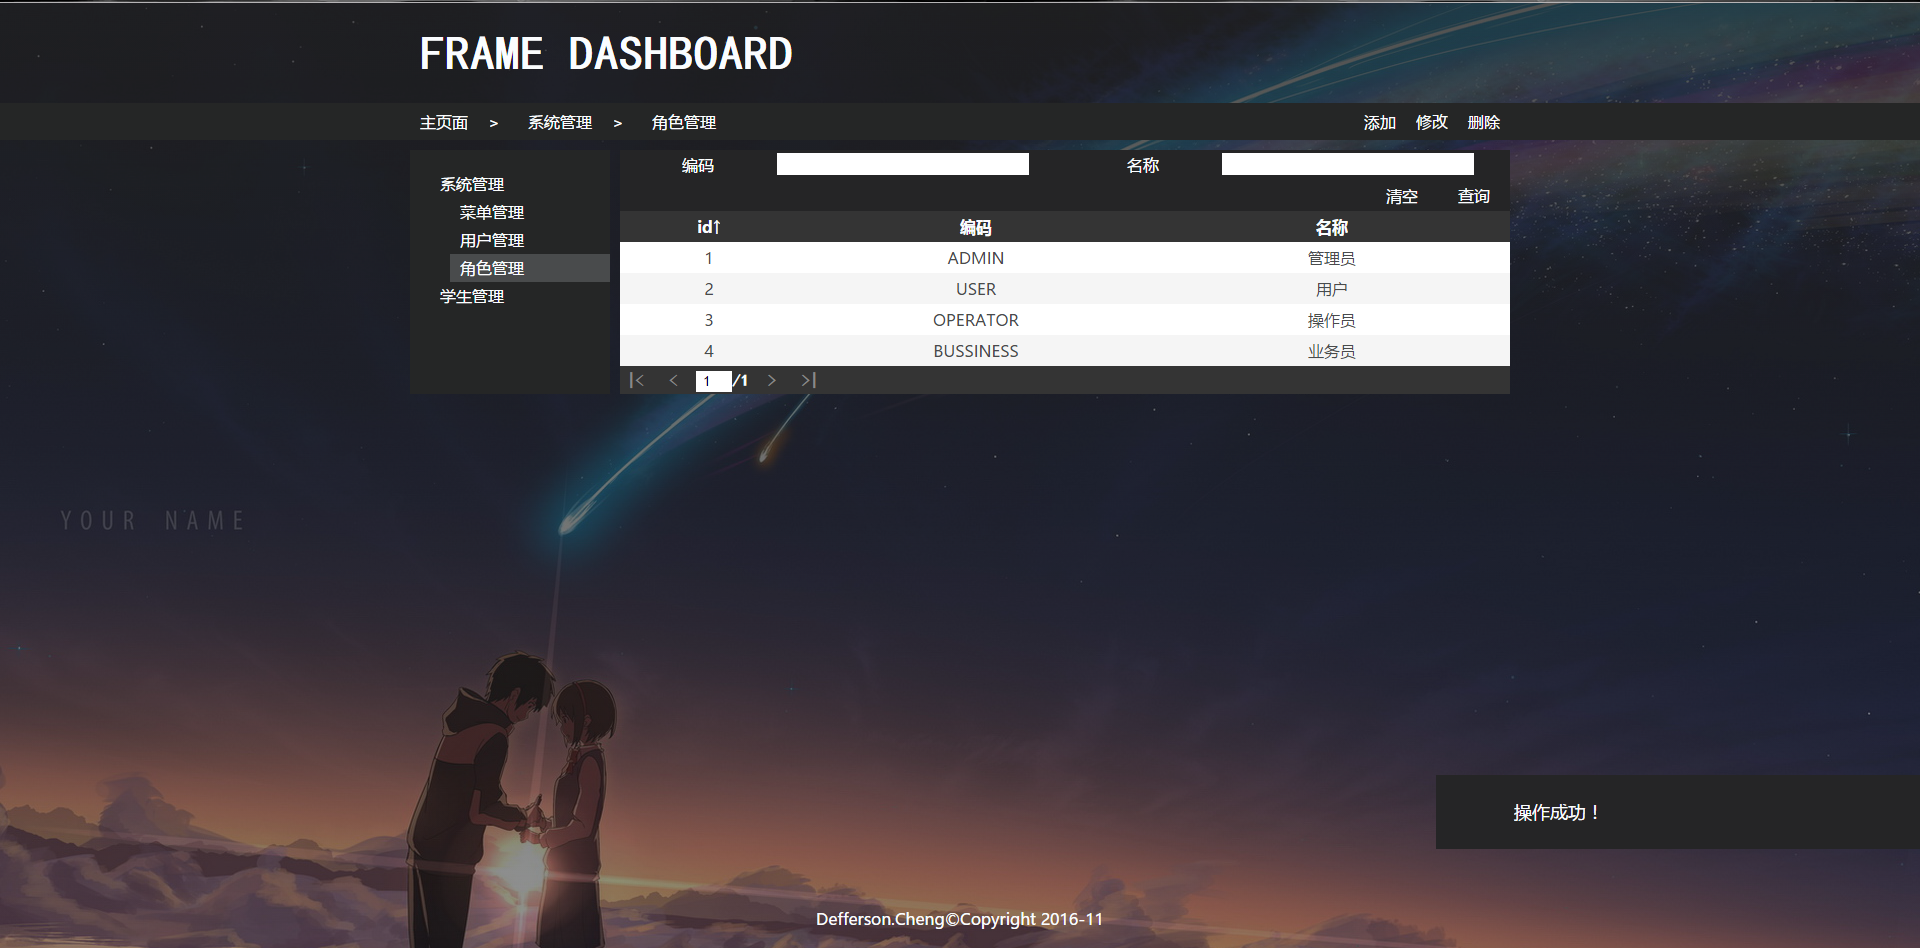 FRAME DASHBOARD
主页面 > 系统管理 > 角色管理 添加 修改 删除
系统管理
菜单管理
用户管理
角色管理
学生管理
编码 名称
清空 查询
id↑ 编码 名称
1 ADMIN 管理员
2 USER 用户
3 OPERATOR 操作员
4 BUSSINESS 业务员
|< < 1 /1 > >|
YOUR NAME
操作成功！
Defferson.Cheng©Copyright 2016-11